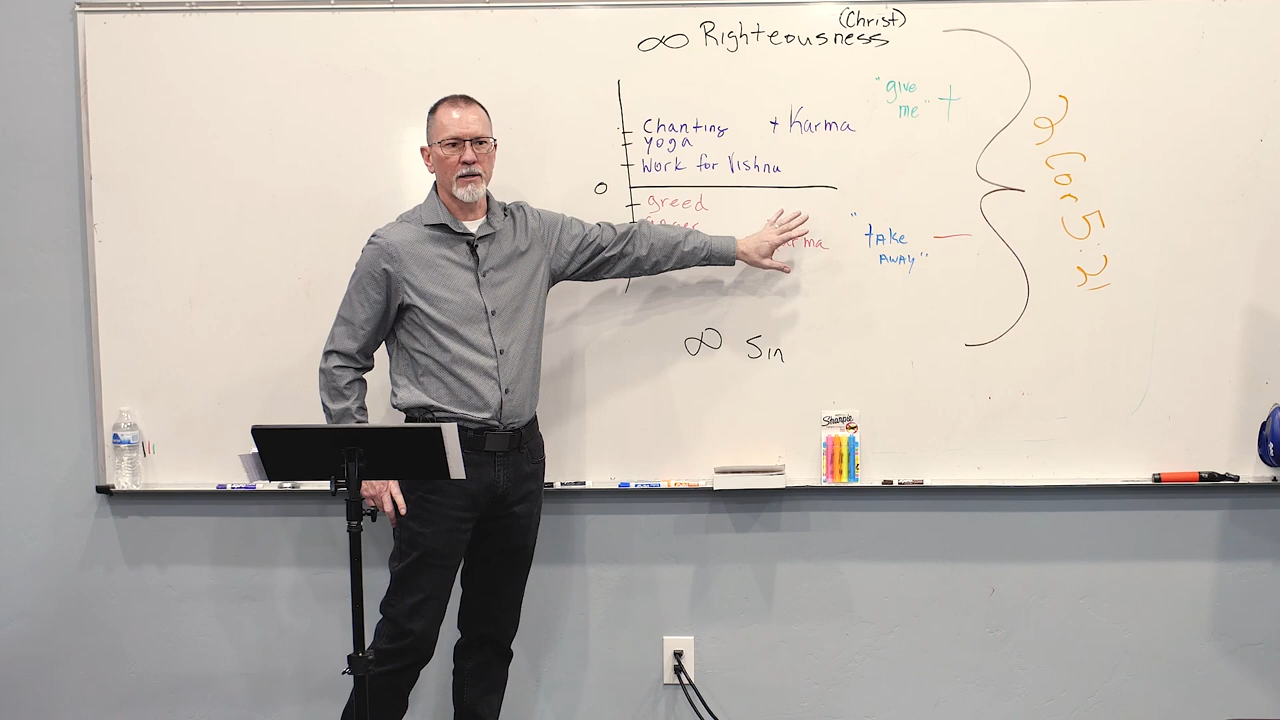 (Christ)
∞ Righteousness
"give
me" +
Chanting + Karma
yoga
Work for Vishnu
0
greed
"tAke
AWAY" —
∞ Sin
2 Cor 5:21
Sharpie